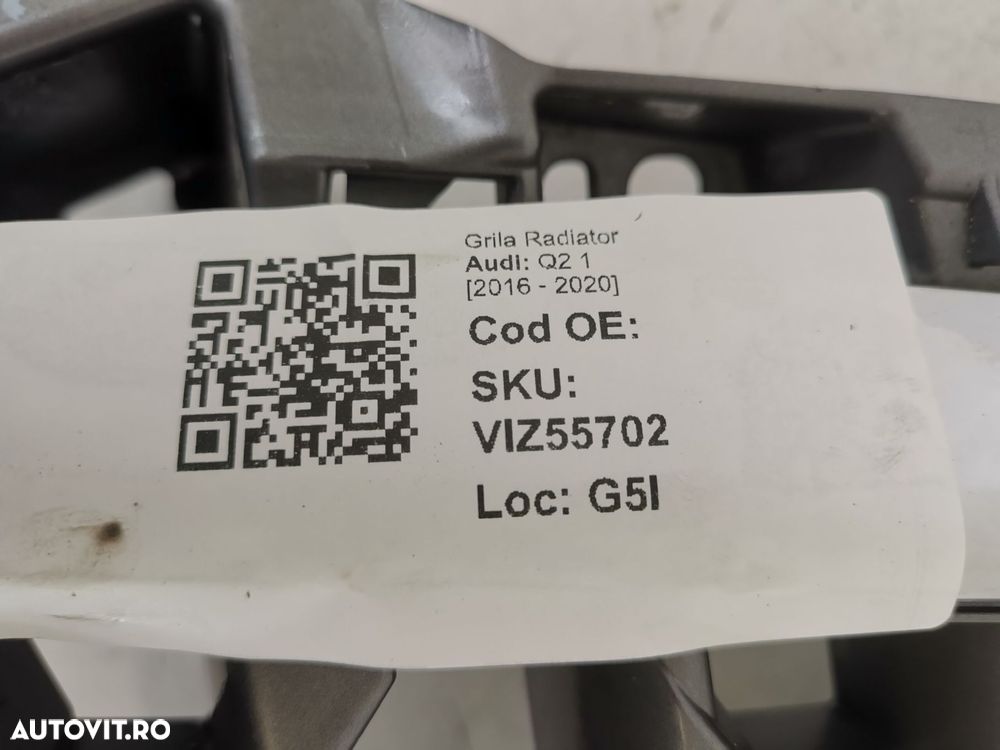 Grila Radiator
Audi: Q2 1
[2016 - 2020]
Cod OE:
SKU:
VIZ55702
Loc: G5I
AUTOVIT.RO